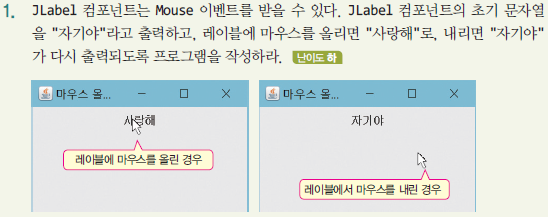 1. JLabel 컴포넌트는 Mouse 이벤트를 받을 수 있다. JLabel 컴포넌트의 초기 문자열
을 "자기야"라고 출력하고, 레이블에 마우스를 올리면 "사랑해"로, 내리면 "자기야"
가 다시 출력되도록 프로그램을 작성하라. 난이도 하
마우스 올...
사랑해
레이블에 마우스를 올린 경우
마우스 올...
자기야
레이블에서 마우스를 내린 경우